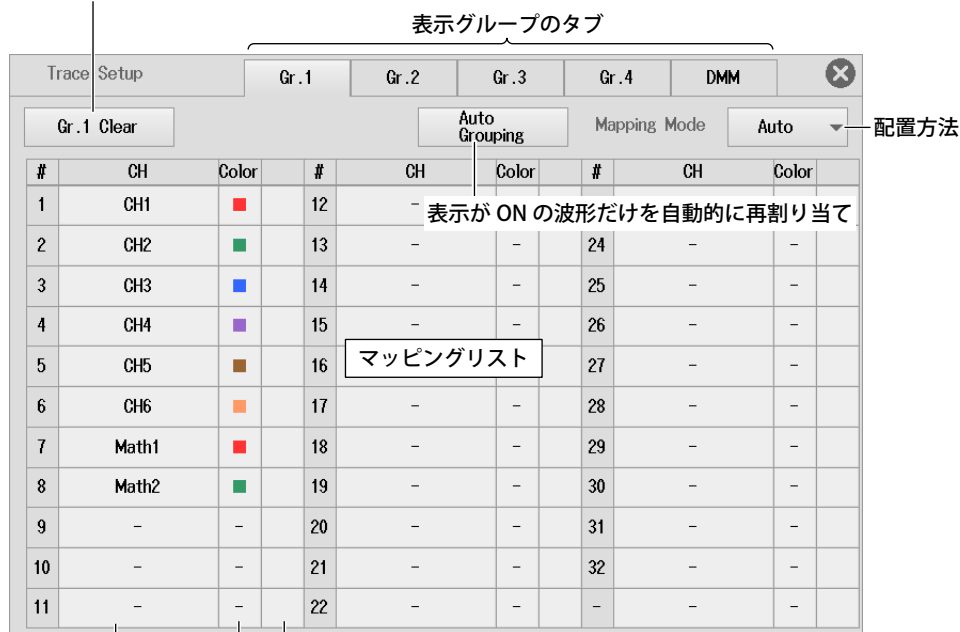 表示グループのタブ
Trace Setup Gr.1 Gr.2 Gr.3 Gr.4 DMM
Gr.1 Clear Auto Grouping Mapping Mode Auto 配置方法
# CH Color # CH Color # CH Color
1 CH1 12 -
表示が ON の波形だけを自動的に再割り当て
2 CH2 13 - - 24 - -
3 CH3 14 - - 25 - -
4 CH4 15 - - 26 - -
5 CH5 16 マッピングリスト 27 - -
6 CH6 17 - - 28 - -
7 Math1 18 - - 29 - -
8 Math2 19 - - 30 - -
9 - - 20 - - 31 - -
10 - - 21 - - 32 - -
11 - - 22 - - - - -